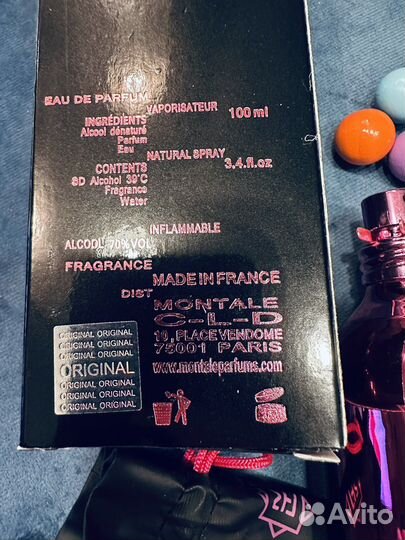 EAU DE PARFUM
VAPORISATEUR
100 ml
INGRÉDIENTS
Alcool dénaturé
Parfum
Eau
NATURAL SPRAY
3,4.fl.oz
CONTENTS
SD Alcohol 39°C
Fragrance
Water
INFLAMMABLE
ALCOOL 70% VOL
FRAGRANCE
MADE IN FRANCE
DIST
MONTALE
C-L-D
10, PLACE VENDOME
75001 PARIS
www.montaleparfums.com
ORIGINAL ORIGINAL
ORIGINAL ORIGINAL
ORIGINAL ORIGINAL
ORIGINAL
ORIGINAL ORIGINAL
ORIGINAL ORIGINAL
ORIGINAL ORIGINAL
Avito